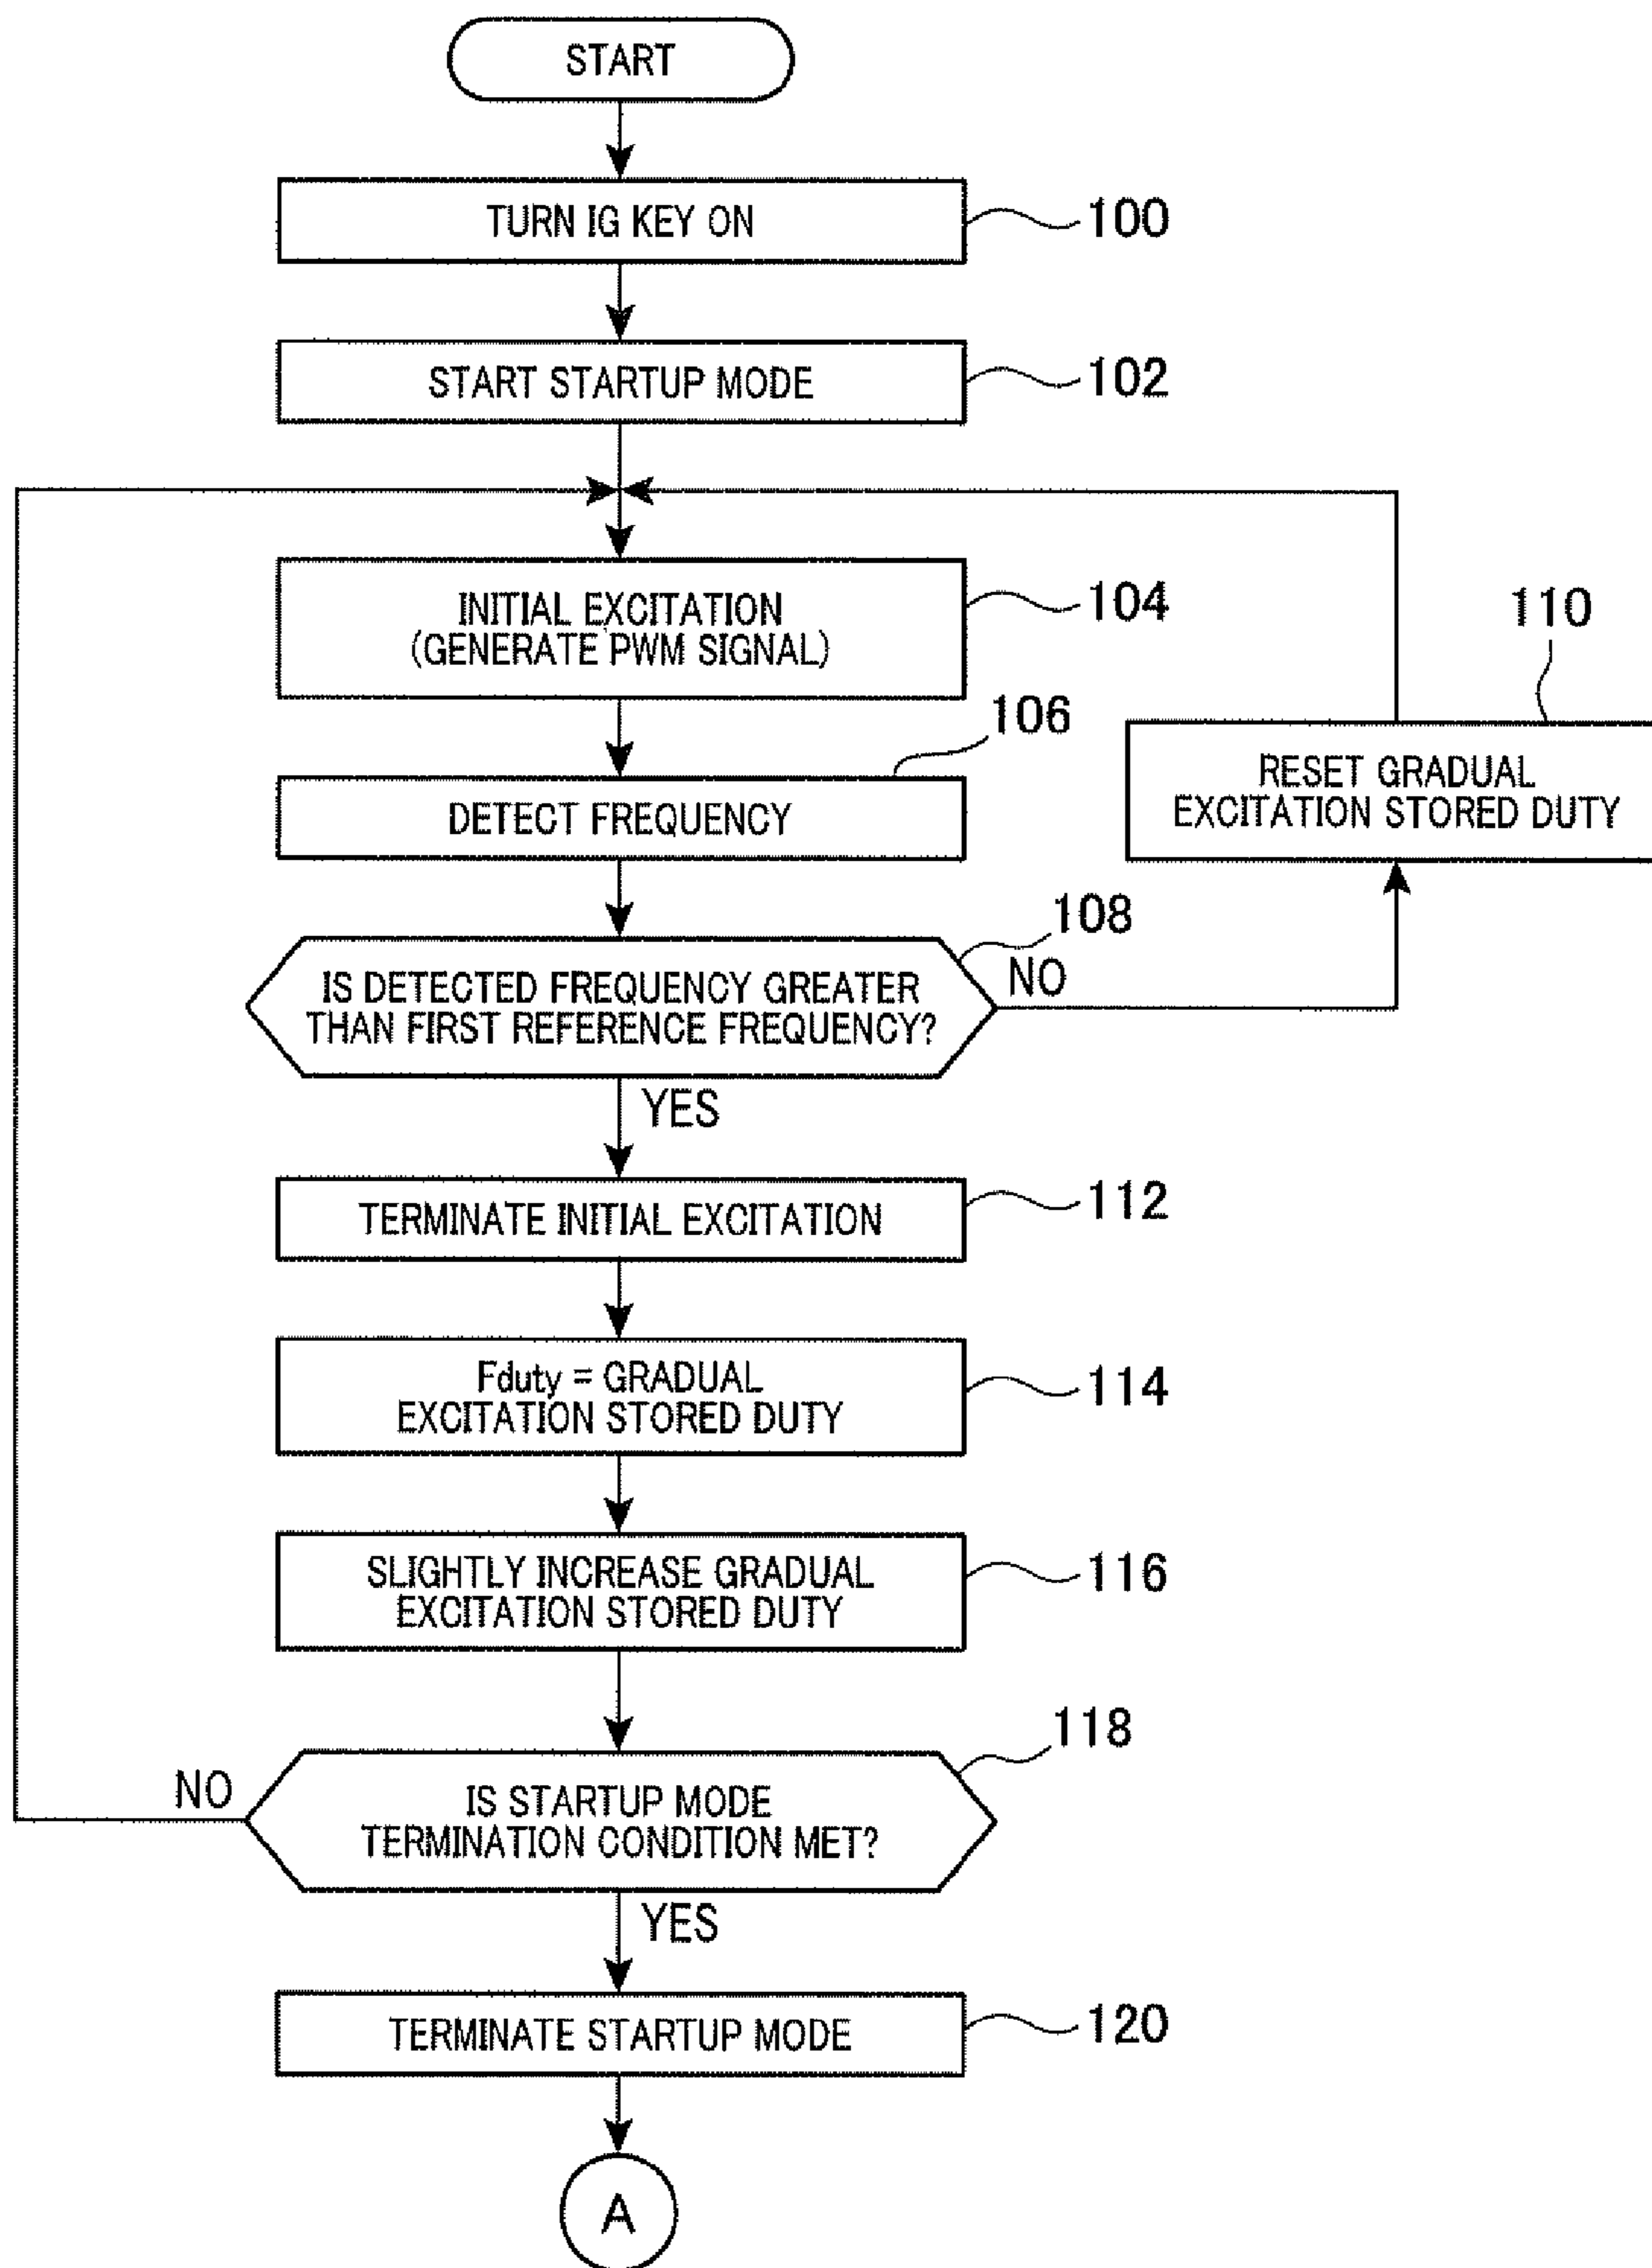 START
TURN IG KEY ON
100
START STARTUP MODE
102
INITIAL EXCITATION
(GENERATE PWM SIGNAL)
104
110
RESET GRADUAL
EXCITATION STORED DUTY
106
DETECT FREQUENCY
108
IS DETECTED FREQUENCY GREATER
THAN FIRST REFERENCE FREQUENCY?
NO
YES
TERMINATE INITIAL EXCITATION
112
Fduty = GRADUAL
EXCITATION STORED DUTY
114
SLIGHTLY INCREASE GRADUAL
EXCITATION STORED DUTY
116
118
NO
IS STARTUP MODE
TERMINATION CONDITION MET?
YES
TERMINATE STARTUP MODE
120
A